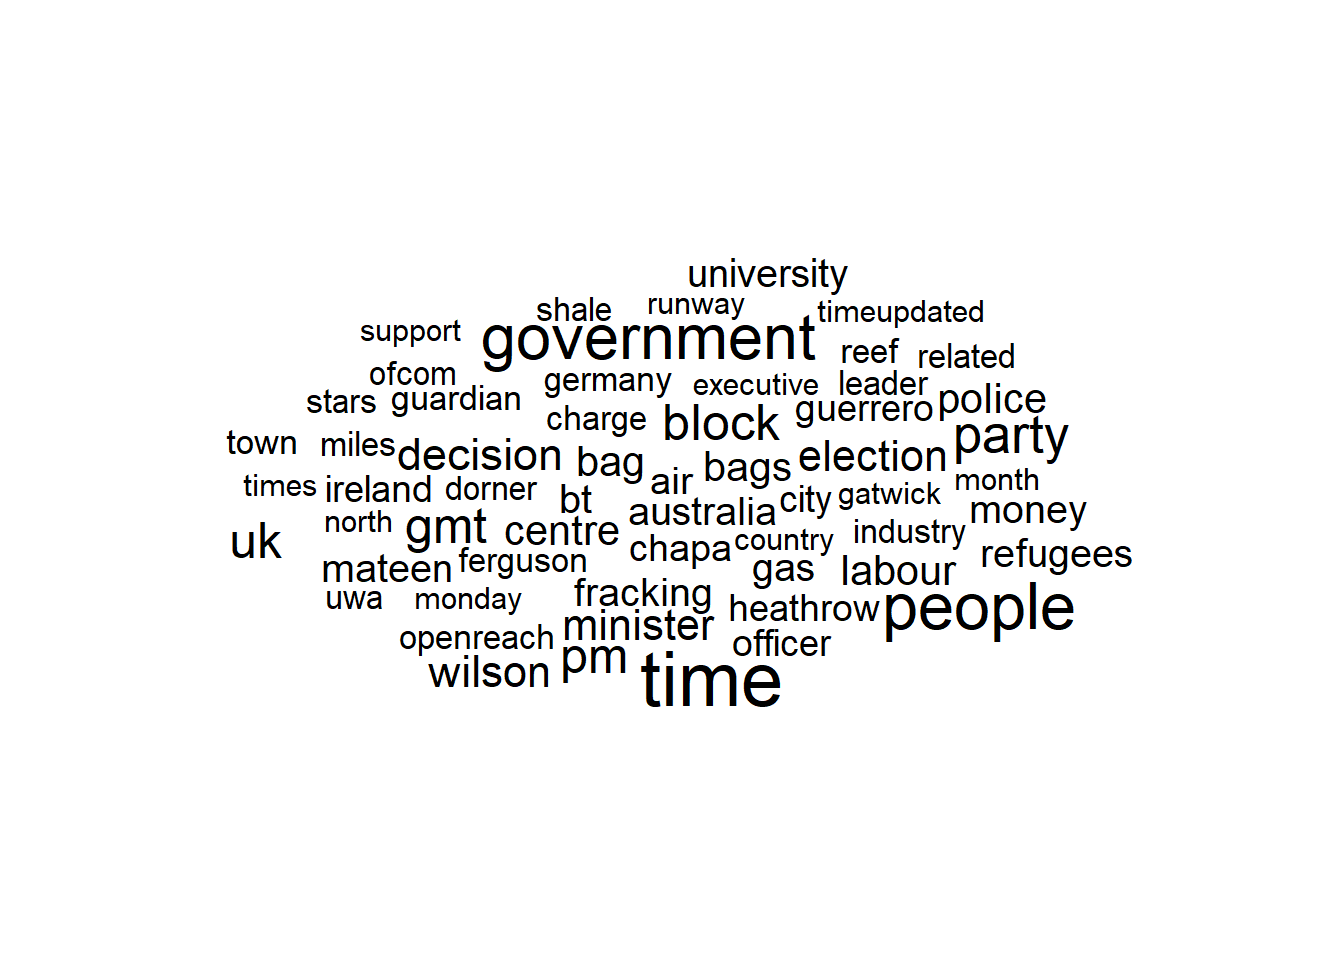 university
shale runway timeupdated
support government reef related
ofcom germany executive leader
stars guardian charge block guerrero police
town miles decision bag bags election party
times ireland dorner bt air city gatwick month
uk north gmt centre australia country industry money
mateen ferguson chapa gas labour refugees
uwa monday fracking heathrow people
openreach minister officer
wilson pm time